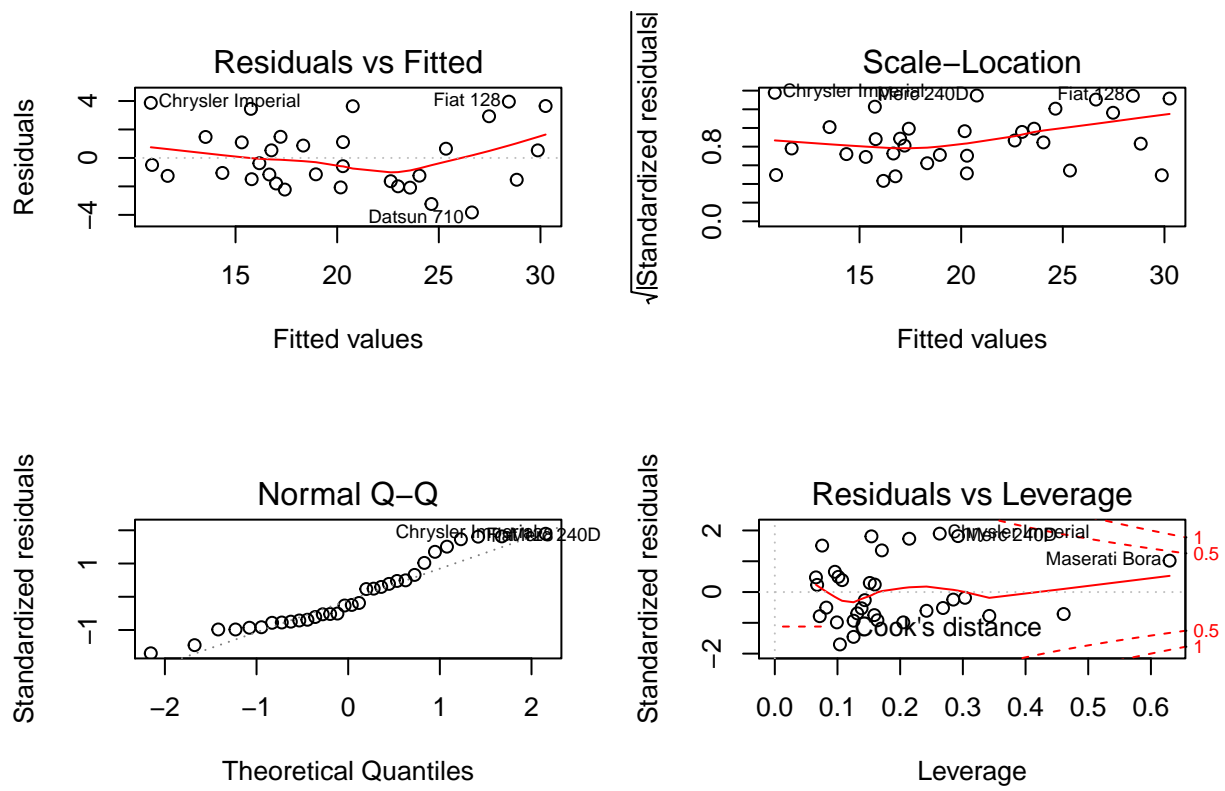 Residuals vs Fitted
Residuals
4
0
−4
Chrysler Imperial
Fiat 128
Datsun 710
15 20 25 30
Fitted values
Scale−Location
√|Standardized residuals|
0.8
0.0
Chrysler Imperial
Merc 240D
Fiat 128
15 20 25 30
Fitted values
Normal Q−Q
Standardized residuals
1
−1
Chrysler Imperial
Fiat 128
Merc 240D
−2 −1 0 1 2
Theoretical Quantiles
Residuals vs Leverage
Standardized residuals
2
0
−2
Chrysler Imperial
Merc 240D
Maserati Bora
Cook's distance
1
0.5
0.5
1
0.0 0.1 0.2 0.3 0.4 0.5 0.6
Leverage